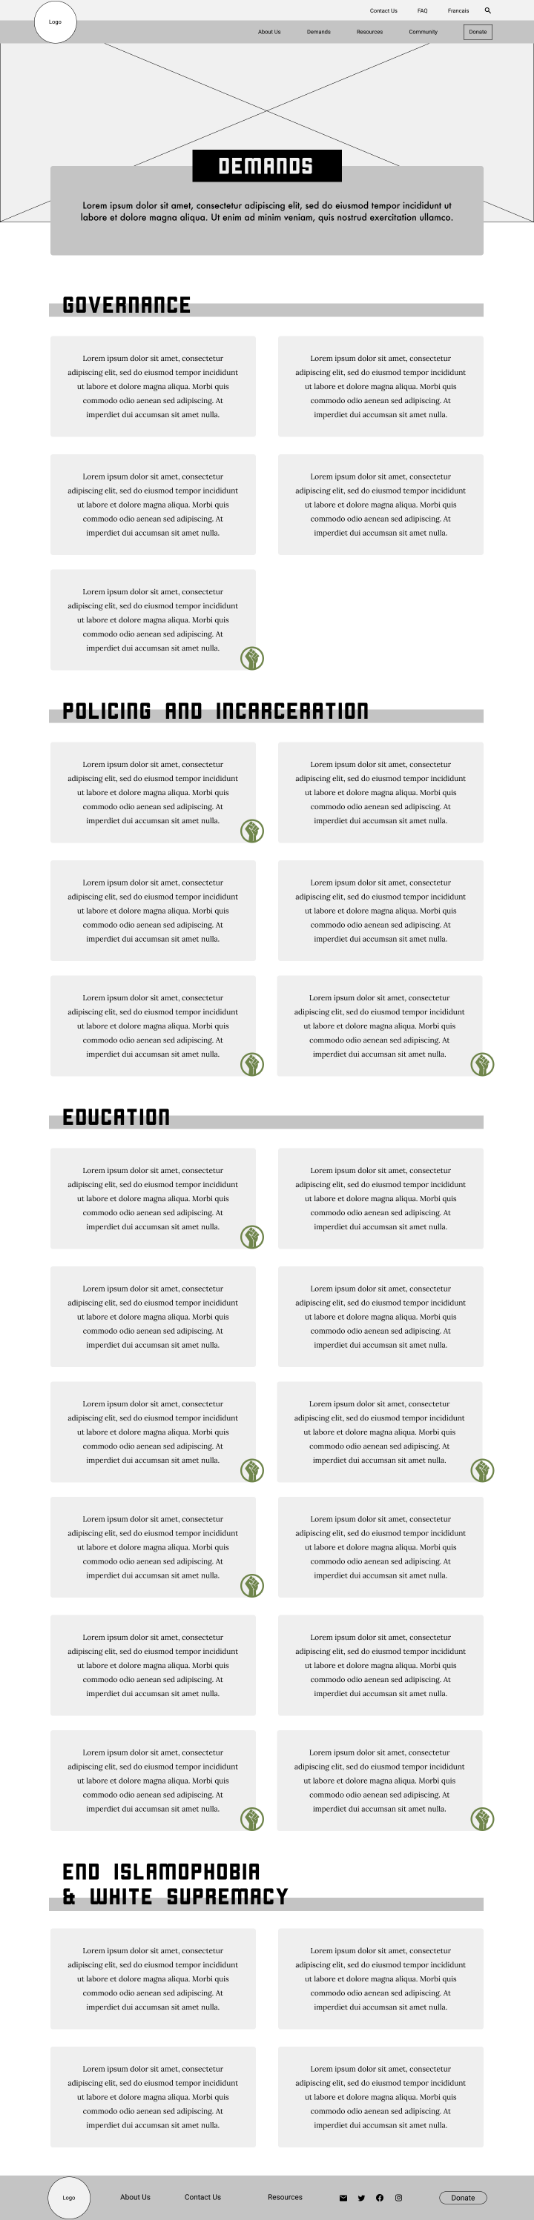 Contact Us FAQ Francais
Logo
About Us Demands Resources Community Donate
DEMANDS
Lorem ipsum dolor sit amet, consectetur adipiscing elit, sed do eiusmod tempor incididunt ut
labore et dolore magna aliqua. Ut enim ad minim veniam, quis nostrud exercitation ullamco.
GOVERNANCE
Lorem ipsum dolor sit amet, consectetur
adipiscing elit, sed do eiusmod tempor incididunt
ut labore et dolore magna aliqua. Morbi quis
commodo odio aenean sed adipiscing. At
imperdiet dui accumsan sit amet nulla.
Lorem ipsum dolor sit amet, consectetur
adipiscing elit, sed do eiusmod tempor incididunt
ut labore et dolore magna aliqua. Morbi quis
commodo odio aenean sed adipiscing. At
imperdiet dui accumsan sit amet nulla.
Lorem ipsum dolor sit amet, consectetur
adipiscing elit, sed do eiusmod tempor incididunt
ut labore et dolore magna aliqua. Morbi quis
commodo odio aenean sed adipiscing. At
imperdiet dui accumsan sit amet nulla.
Lorem ipsum dolor sit amet, consectetur
adipiscing elit, sed do eiusmod tempor incididunt
ut labore et dolore magna aliqua. Morbi quis
commodo odio aenean sed adipiscing. At
imperdiet dui accumsan sit amet nulla.
Lorem ipsum dolor sit amet, consectetur
adipiscing elit, sed do eiusmod tempor incididunt
ut labore et dolore magna aliqua. Morbi quis
commodo odio aenean sed adipiscing. At
imperdiet dui accumsan sit amet nulla.
POLICING AND INCARCERATION
Lorem ipsum dolor sit amet, consectetur
adipiscing elit, sed do eiusmod tempor incididunt
ut labore et dolore magna aliqua. Morbi quis
commodo odio aenean sed adipiscing. At
imperdiet dui accumsan sit amet nulla.
Lorem ipsum dolor sit amet, consectetur
adipiscing elit, sed do eiusmod tempor incididunt
ut labore et dolore magna aliqua. Morbi quis
commodo odio aenean sed adipiscing. At
imperdiet dui accumsan sit amet nulla.
Lorem ipsum dolor sit amet, consectetur
adipiscing elit, sed do eiusmod tempor incididunt
ut labore et dolore magna aliqua. Morbi quis
commodo odio aenean sed adipiscing. At
imperdiet dui accumsan sit amet nulla.
Lorem ipsum dolor sit amet, consectetur
adipiscing elit, sed do eiusmod tempor incididunt
ut labore et dolore magna aliqua. Morbi quis
commodo odio aenean sed adipiscing. At
imperdiet dui accumsan sit amet nulla.
Lorem ipsum dolor sit amet, consectetur
adipiscing elit, sed do eiusmod tempor incididunt
ut labore et dolore magna aliqua. Morbi quis
commodo odio aenean sed adipiscing. At
imperdiet dui accumsan sit amet nulla.
Lorem ipsum dolor sit amet, consectetur
adipiscing elit, sed do eiusmod tempor incididunt
ut labore et dolore magna aliqua. Morbi quis
commodo odio aenean sed adipiscing. At
imperdiet dui accumsan sit amet nulla.
EDUCATION
Lorem ipsum dolor sit amet, consectetur
adipiscing elit, sed do eiusmod tempor incididunt
ut labore et dolore magna aliqua. Morbi quis
commodo odio aenean sed adipiscing. At
imperdiet dui accumsan sit amet nulla.
Lorem ipsum dolor sit amet, consectetur
adipiscing elit, sed do eiusmod tempor incididunt
ut labore et dolore magna aliqua. Morbi quis
commodo odio aenean sed adipiscing. At
imperdiet dui accumsan sit amet nulla.
Lorem ipsum dolor sit amet, consectetur
adipiscing elit, sed do eiusmod tempor incididunt
ut labore et dolore magna aliqua. Morbi quis
commodo odio aenean sed adipiscing. At
imperdiet dui accumsan sit amet nulla.
Lorem ipsum dolor sit amet, consectetur
adipiscing elit, sed do eiusmod tempor incididunt
ut labore et dolore magna aliqua. Morbi quis
commodo odio aenean sed adipiscing. At
imperdiet dui accumsan sit amet nulla.
Lorem ipsum dolor sit amet, consectetur
adipiscing elit, sed do eiusmod tempor incididunt
ut labore et dolore magna aliqua. Morbi quis
commodo odio aenean sed adipiscing. At
imperdiet dui accumsan sit amet nulla.
Lorem ipsum dolor sit amet, consectetur
adipiscing elit, sed do eiusmod tempor incididunt
ut labore et dolore magna aliqua. Morbi quis
commodo odio aenean sed adipiscing. At
imperdiet dui accumsan sit amet nulla.
Lorem ipsum dolor sit amet, consectetur
adipiscing elit, sed do eiusmod tempor incididunt
ut labore et dolore magna aliqua. Morbi quis
commodo odio aenean sed adipiscing. At
imperdiet dui accumsan sit amet nulla.
Lorem ipsum dolor sit amet, consectetur
adipiscing elit, sed do eiusmod tempor incididunt
ut labore et dolore magna aliqua. Morbi quis
commodo odio aenean sed adipiscing. At
imperdiet dui accumsan sit amet nulla.
Lorem ipsum dolor sit amet, consectetur
adipiscing elit, sed do eiusmod tempor incididunt
ut labore et dolore magna aliqua. Morbi quis
commodo odio aenean sed adipiscing. At
imperdiet dui accumsan sit amet nulla.
Lorem ipsum dolor sit amet, consectetur
adipiscing elit, sed do eiusmod tempor incididunt
ut labore et dolore magna aliqua. Morbi quis
commodo odio aenean sed adipiscing. At
imperdiet dui accumsan sit amet nulla.
Lorem ipsum dolor sit amet, consectetur
adipiscing elit, sed do eiusmod tempor incididunt
ut labore et dolore magna aliqua. Morbi quis
commodo odio aenean sed adipiscing. At
imperdiet dui accumsan sit amet nulla.
Lorem ipsum dolor sit amet, consectetur
adipiscing elit, sed do eiusmod tempor incididunt
ut labore et dolore magna aliqua. Morbi quis
commodo odio aenean sed adipiscing. At
imperdiet dui accumsan sit amet nulla.
END ISLAMOPHOBIA
& WHITE SUPREMACY
Lorem ipsum dolor sit amet, consectetur
adipiscing elit, sed do eiusmod tempor incididunt
ut labore et dolore magna aliqua. Morbi quis
commodo odio aenean sed adipiscing. At
imperdiet dui accumsan sit amet nulla.
Lorem ipsum dolor sit amet, consectetur
adipiscing elit, sed do eiusmod tempor incididunt
ut labore et dolore magna aliqua. Morbi quis
commodo odio aenean sed adipiscing. At
imperdiet dui accumsan sit amet nulla.
Lorem ipsum dolor sit amet, consectetur
adipiscing elit, sed do eiusmod tempor incididunt
ut labore et dolore magna aliqua. Morbi quis
commodo odio aenean sed adipiscing. At
imperdiet dui accumsan sit amet nulla.
Lorem ipsum dolor sit amet, consectetur
adipiscing elit, sed do eiusmod tempor incididunt
ut labore et dolore magna aliqua. Morbi quis
commodo odio aenean sed adipiscing. At
imperdiet dui accumsan sit amet nulla.
Logo About Us Contact Us Resources Donate